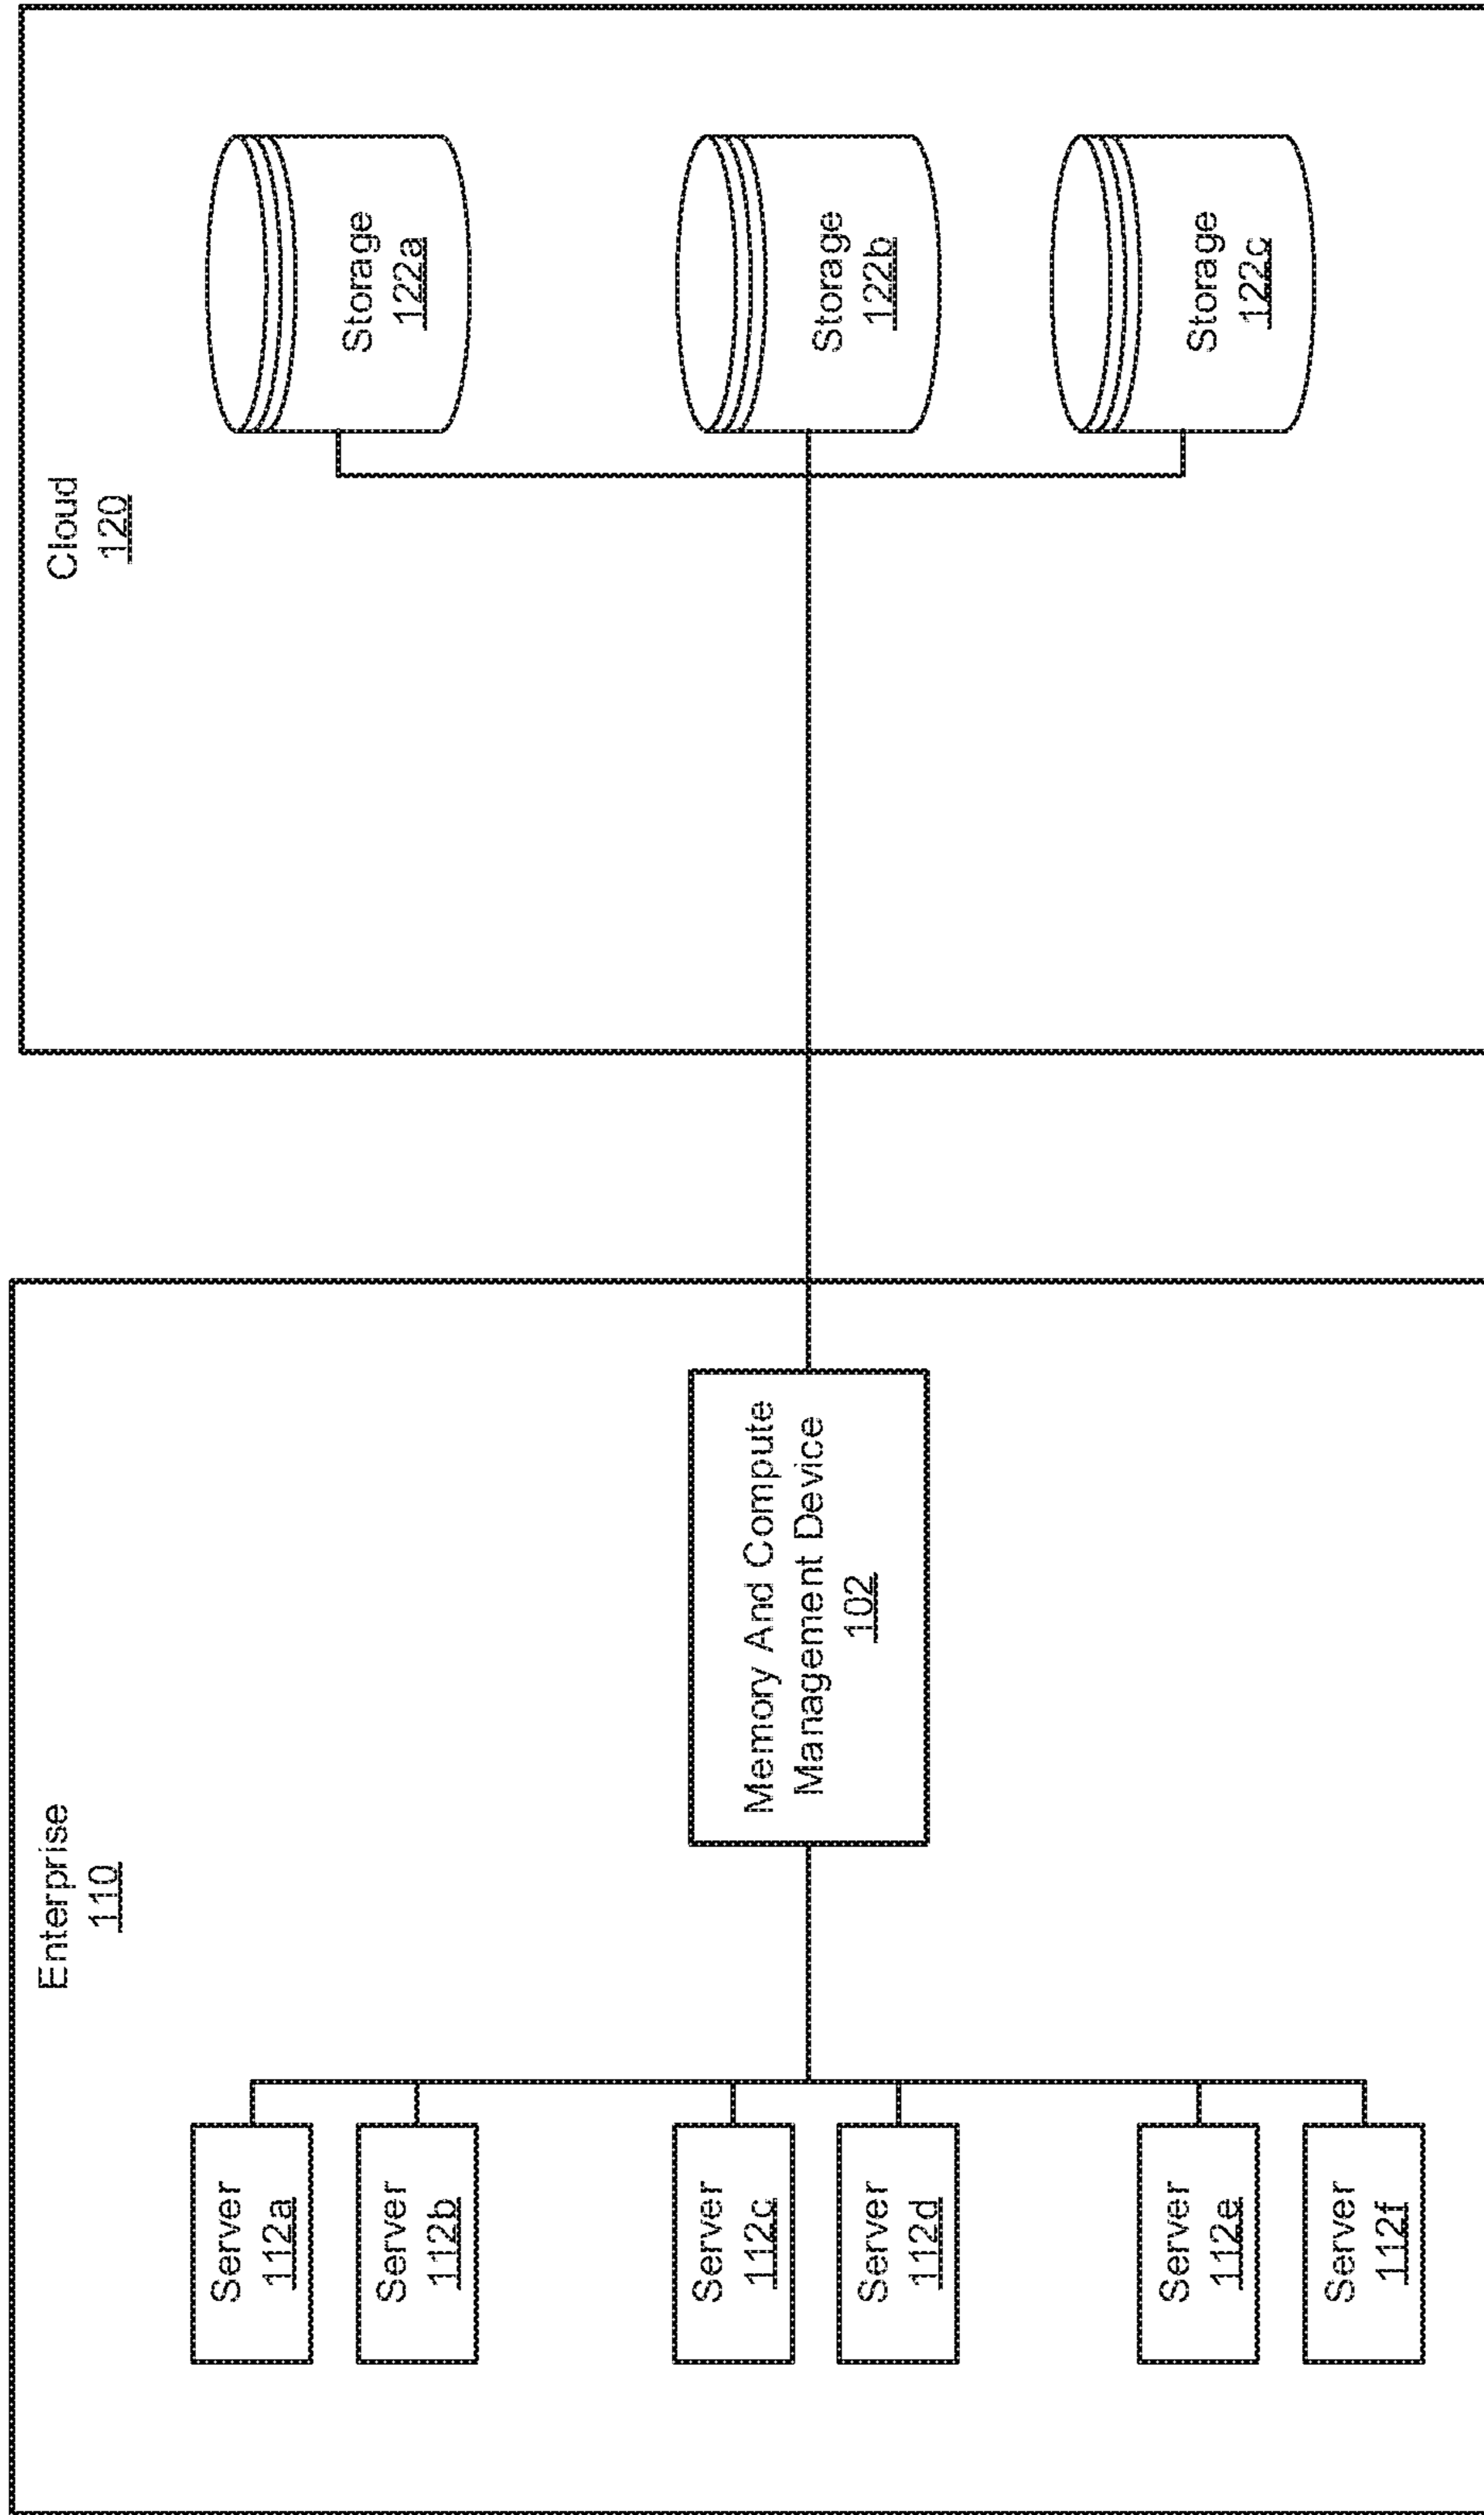 Enterprise
110
Server
112a
Server
112b
Server
112c
Server
112d
Server
112e
Server
112f
Memory And Compute
Management Device
102
Cloud
120
Storage
122a
Storage
122b
Storage
122c